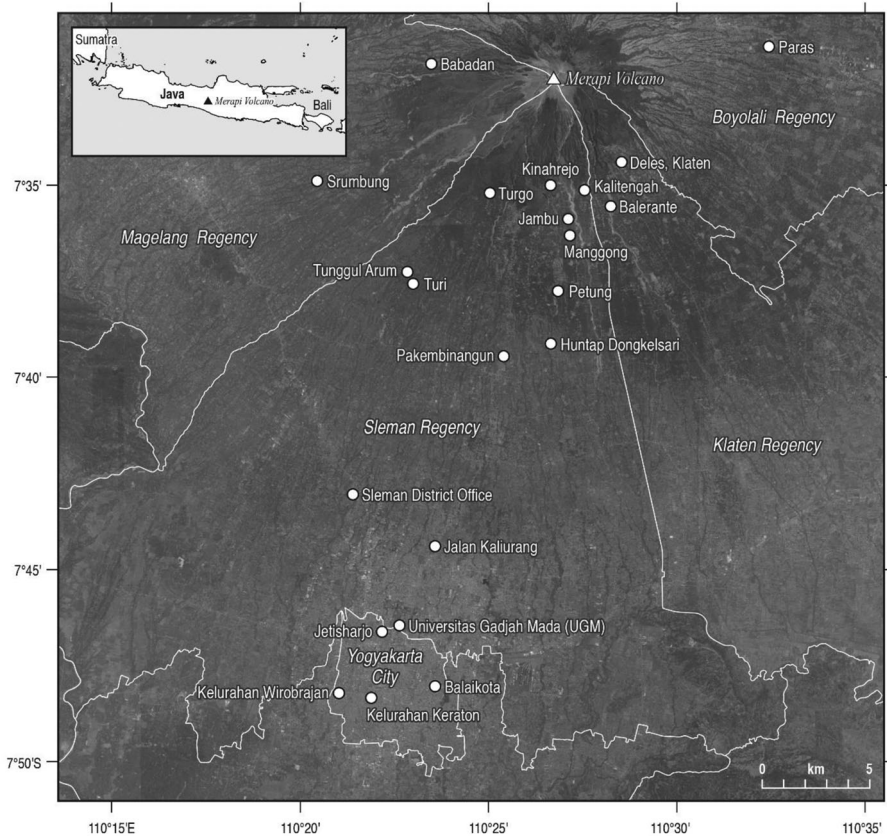 Sumatra
Java
Merapi Volcano
Bali
Babadan
Merapi Volcano
Paras
Boyolali Regency
Deles, Klaten
Kinahrejo
Srumbung
Turgo
Kalitengah
Balerante
Jambu
Manggong
Magelang Regency
Tunggul Arum
Turi
Petung
Huntap Dongkelsari
Pakembinangun
Sleman Regency
Klaten Regency
Sleman District Office
Jalan Kaliurang
Universitas Gadjah Mada (UGM)
Jetisharjo
Yogyakarta
City
Kelurahan Wirobrajan
Balaikota
Kelurahan Keraton
0 km 5
7°35'
7°40'
7°45'
7°50'S
110°15'E
110°20'
110°25'
110°30'
110°35'